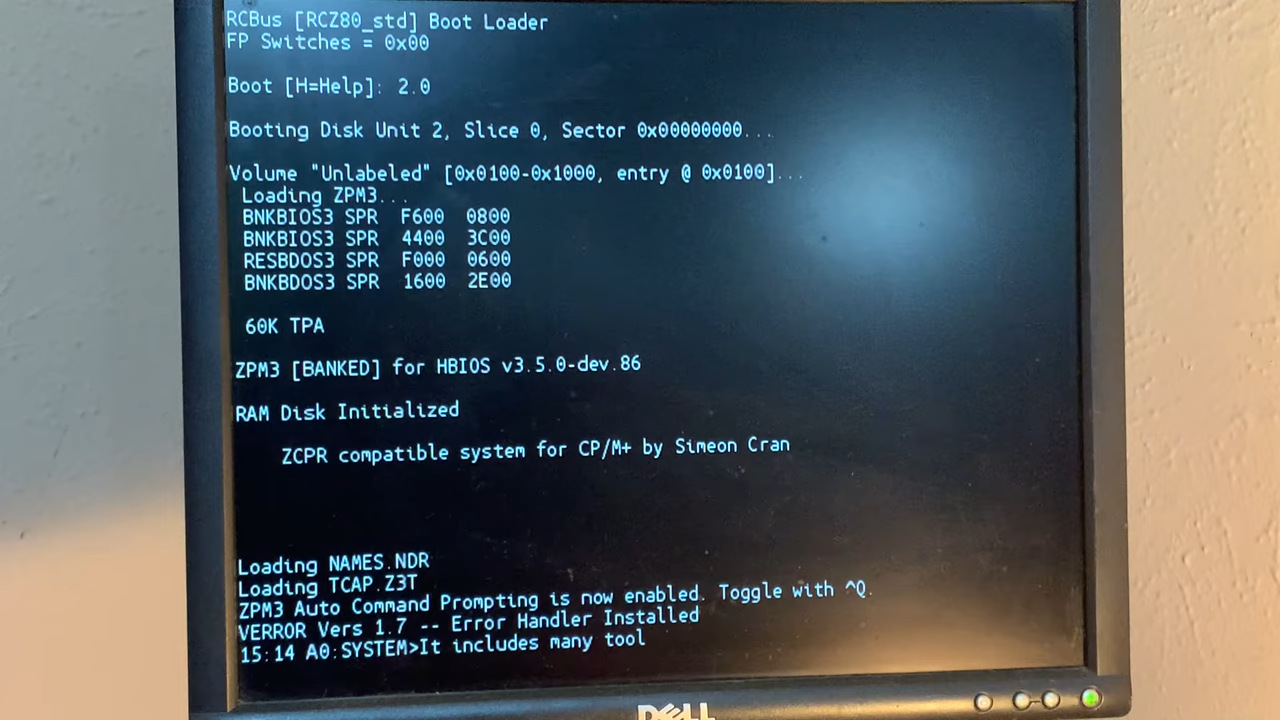 RCBus [RCZ80_std] Boot Loader
FP Switches = 0x00
Boot [H=Help]: 2.0
Booting Disk Unit 2, Slice 0, Sector 0x00000000...
Volume "Unlabeled" [0x0100-0x1000, entry @ 0x0100]...
Loading ZPM3...
BNKBIOS3 SPR F600 0800
BNKBIOS3 SPR 4400 3C00
RESBDOS3 SPR F000 0600
BNKBDOS3 SPR 1600 2E00
60K TPA
ZPM3 [BANKED] for HBIOS v3.5.0-dev.86
RAM Disk Initialized
ZCPR compatible system for CP/M+ by Simeon Cran
Loading NAMES.NDR
Loading TCAP.Z3T
ZPM3 Auto Command Prompting is now enabled. Toggle with ^Q.
VERROR Vers 1.7 -- Error Handler Installed
15:14 A0:SYSTEM>It includes many tool
DELL